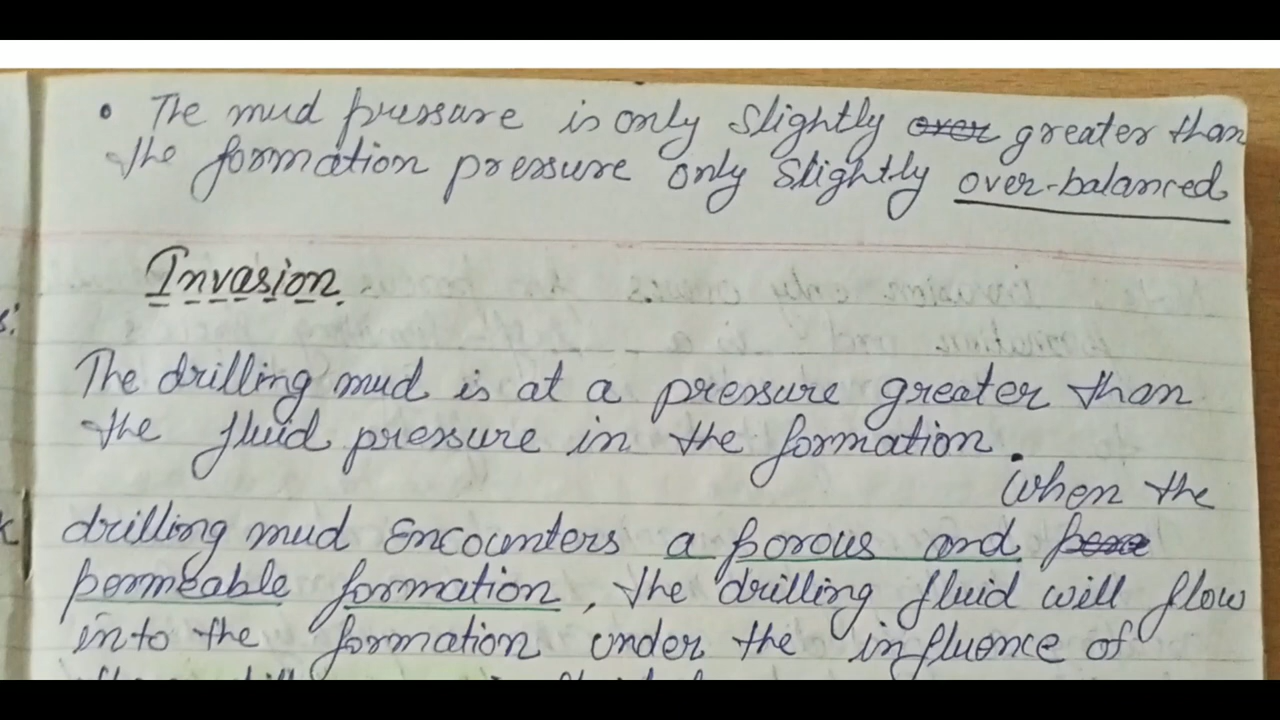 • The mud pressure is only slightly over greater than
the formation pressure only slightly over-balanced
Invasion.
The drilling mud is at a pressure greater than
the fluid pressure in the formation.
When the
drilling mud encounters a porous and
permeable formation, the drilling fluid will flow
into the formation under the influence of